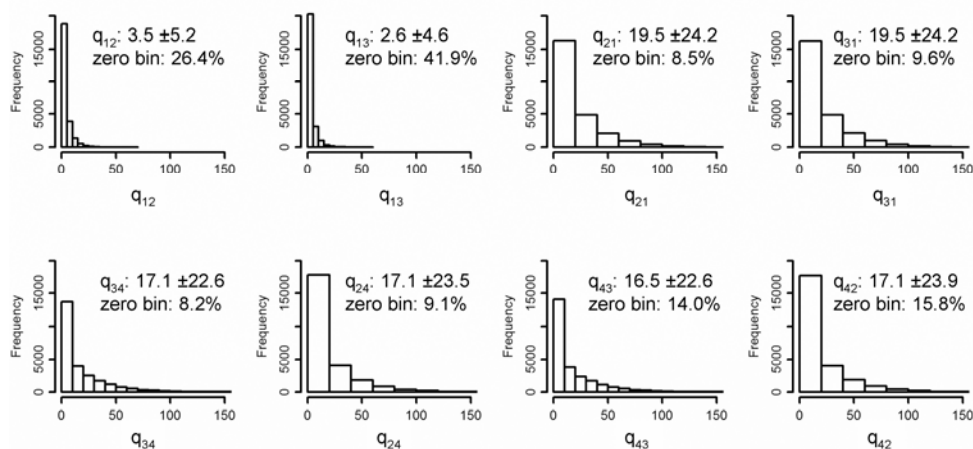 q12: 3.5 ±5.2
zero bin: 26.4%
Frequency
0 5000 15000
0 50 100 150
q12
q13: 2.6 ±4.6
zero bin: 41.9%
Frequency
0 5000 15000
0 50 100 150
q13
q21: 19.5 ±24.2
zero bin: 8.5%
Frequency
0 5000 15000
0 50 100 150
q21
q31: 19.5 ±24.2
zero bin: 9.6%
Frequency
0 5000 15000
0 50 100 150
q31
q34: 17.1 ±22.6
zero bin: 8.2%
Frequency
0 5000 15000
0 50 100 150
q34
q24: 17.1 ±23.5
zero bin: 9.1%
Frequency
0 5000 15000
0 50 100 150
q24
q43: 16.5 ±22.6
zero bin: 14.0%
Frequency
0 5000 15000
0 50 100 150
q43
q42: 17.1 ±23.9
zero bin: 15.8%
Frequency
0 5000 15000
0 50 100 150
q42